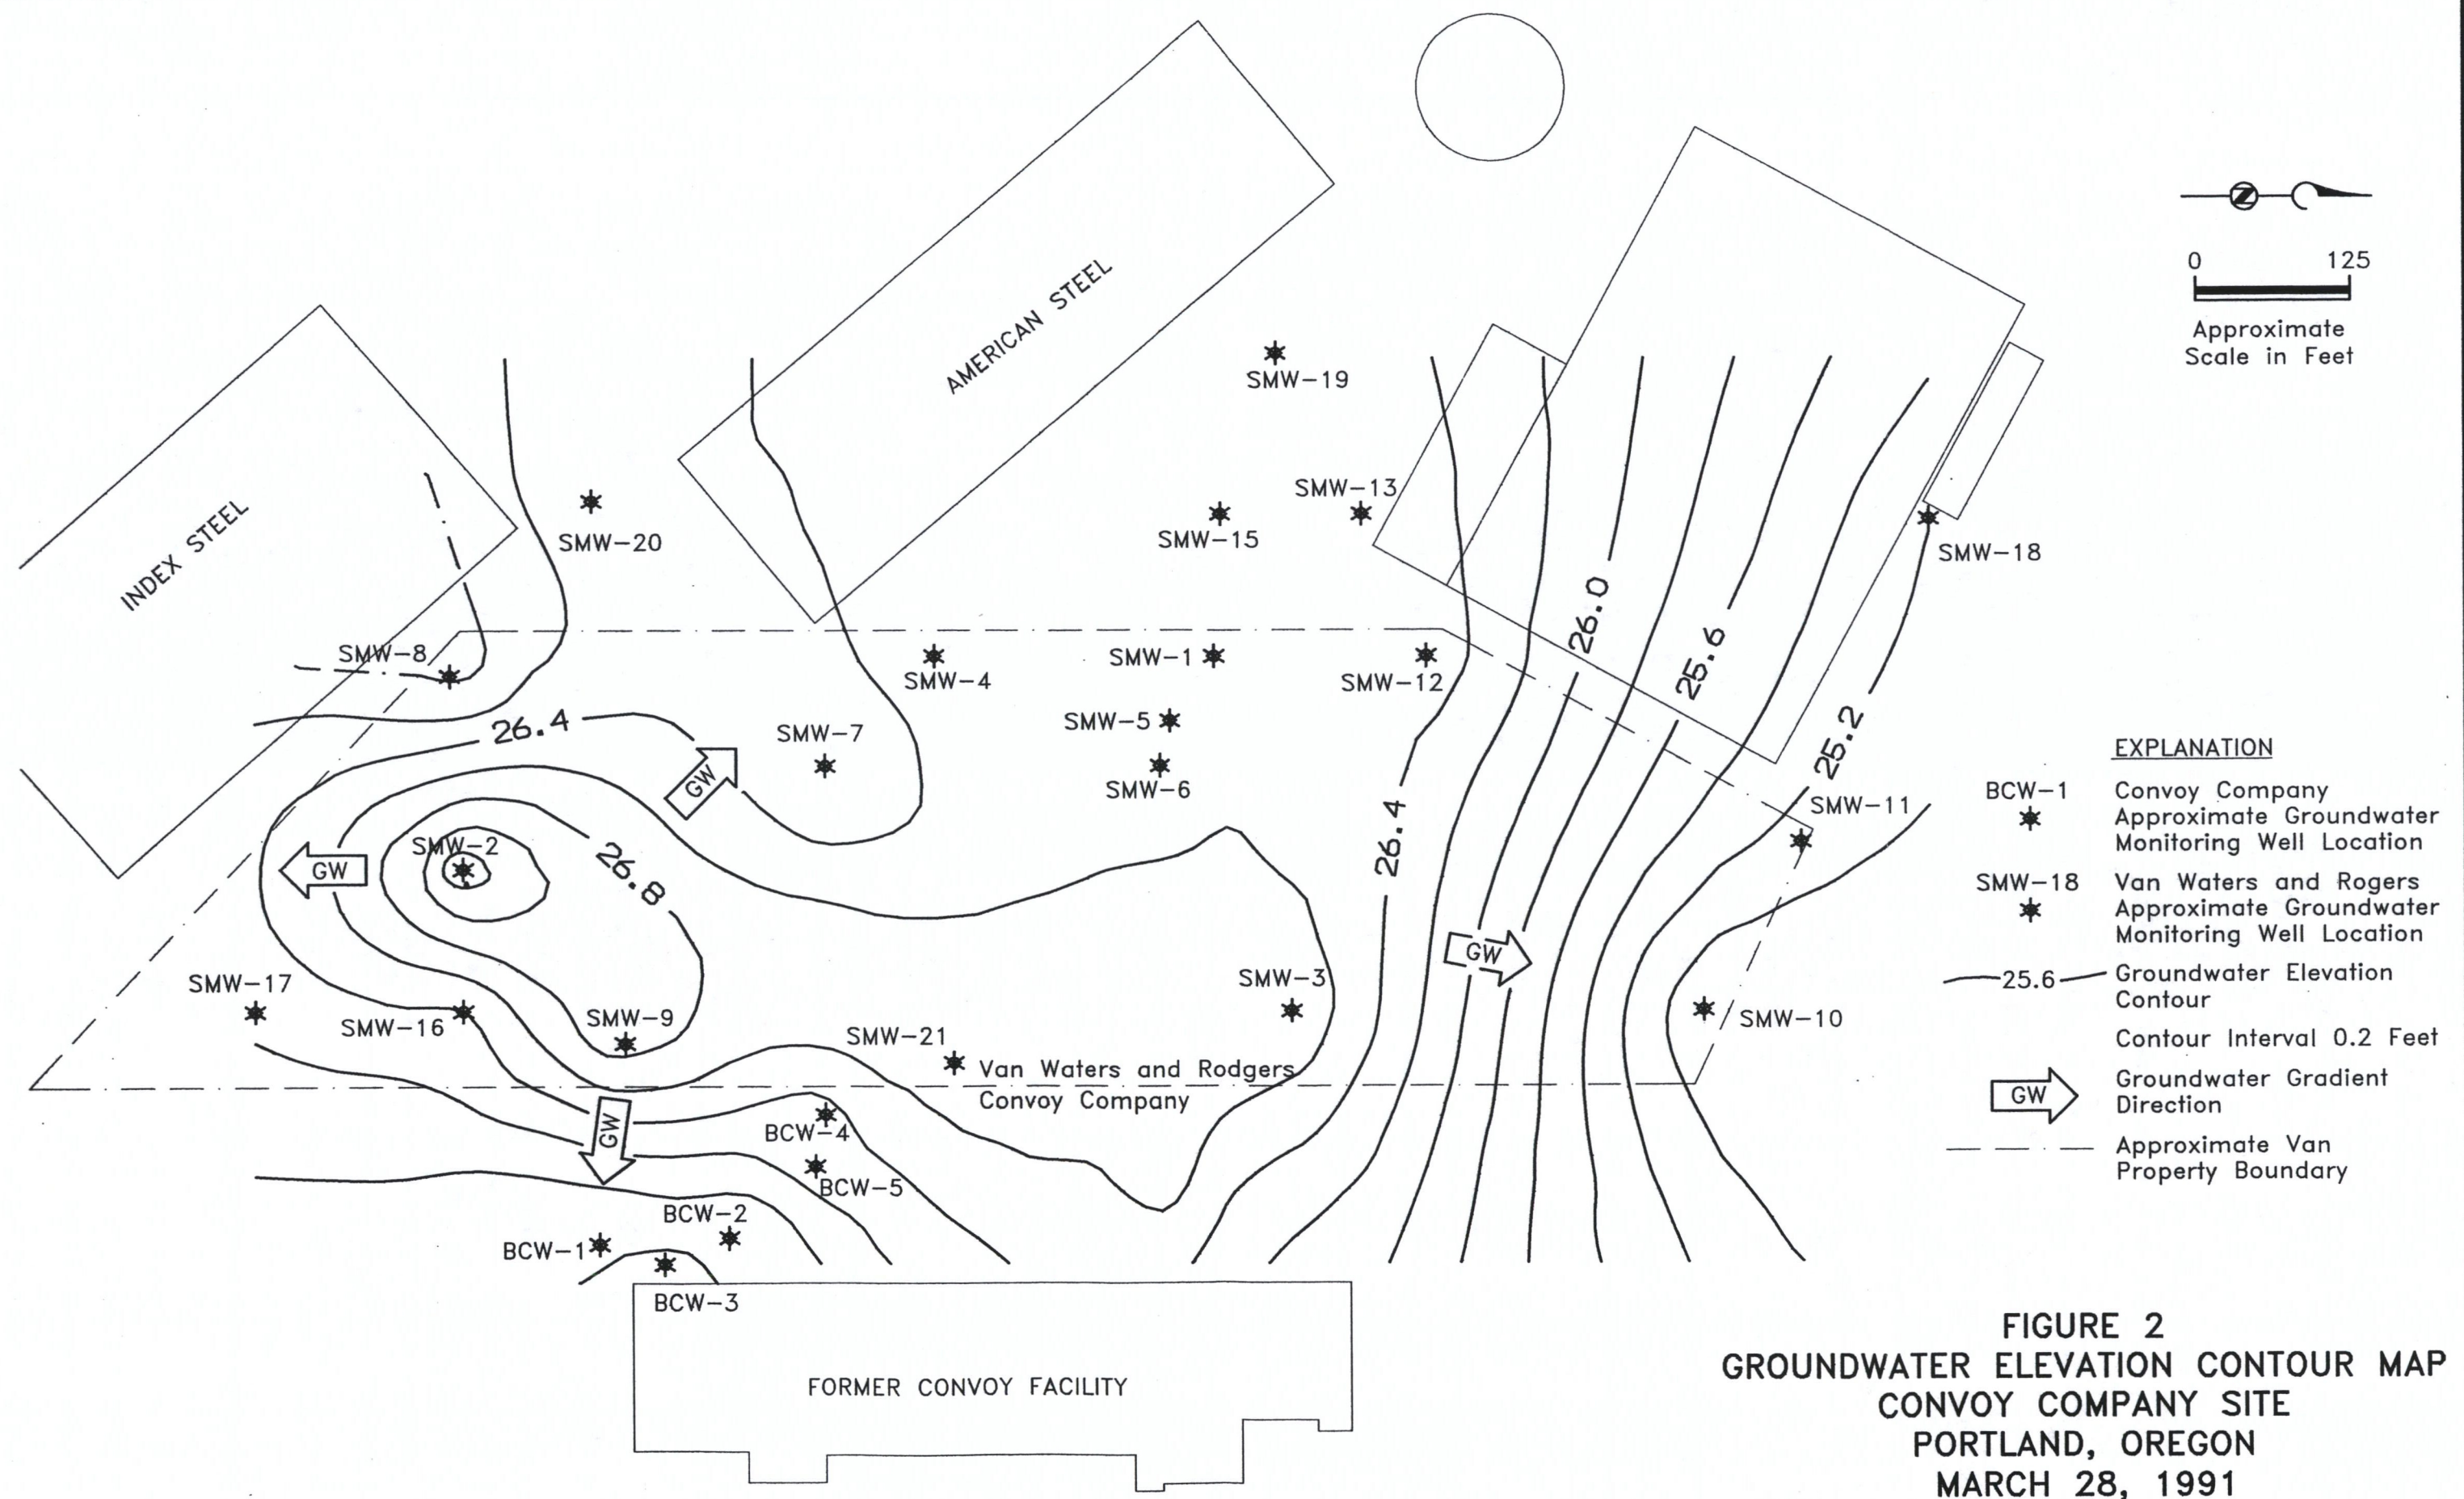 AMERICAN STEEL
INDEX STEEL
0 125
Approximate
Scale in Feet
SMW-19
SMW-20
SMW-13
SMW-15
SMW-18
SMW-8
SMW-4
SMW-1
SMW-12
26.0
25.6
26.4
SMW-7
SMW-5
SMW-6
25.2
GW
SMW-11
26.4
SMW-2
GW
26.8
GW
SMW-17
SMW-16
SMW-9
SMW-21
SMW-3
SMW-10
Van Waters and Rodgers
Convoy Company
GW
BCW-4
BCW-5
BCW-2
BCW-1
BCW-3
FORMER CONVOY FACILITY
EXPLANATION
BCW-1 Convoy Company
Approximate Groundwater
Monitoring Well Location
SMW-18 Van Waters and Rogers
Approximate Groundwater
Monitoring Well Location
25.6 Groundwater Elevation
Contour
Contour Interval 0.2 Feet
GW Groundwater Gradient
Direction
Approximate Van
Property Boundary
FIGURE 2
GROUNDWATER ELEVATION CONTOUR MAP
CONVOY COMPANY SITE
PORTLAND, OREGON
MARCH 28, 1991